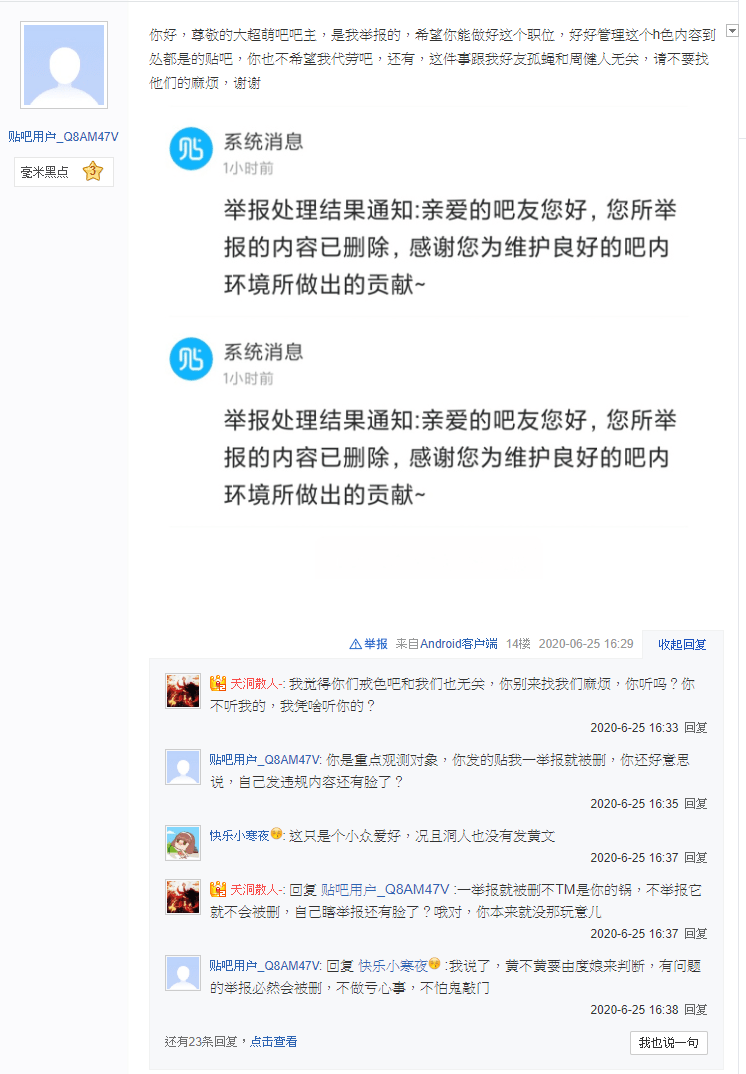 你好，尊敬的大超萌吧吧主，是我举报的，希望你能做好这个职位，好好管理这个h色内容到
处都是的贴吧，你也不希望我代劳吧，还有，这件事跟我好友孤蝇和周健人无关，请不要找
他们的麻烦，谢谢
贴吧用户_Q8AM47V
毫米黑点 3
贴 系统消息
1小时前
举报处理结果通知:亲爱的吧友您好，您所举
报的内容已删除，感谢您为维护良好的吧内
环境所做出的贡献~
贴 系统消息
1小时前
举报处理结果通知:亲爱的吧友您好，您所举
报的内容已删除，感谢您为维护良好的吧内
环境所做出的贡献~
举报 来自Android客户端 14楼 2020-06-25 16:29 收起回复
天洞散人-: 我觉得你们戒色吧和我们也无关，你别来找我们麻烦，你听吗？你
不听我的，我凭啥听你的？
2020-6-25 16:33 回复
贴吧用户_Q8AM47V: 你是重点观测对象，你发的贴我一举报就被删，你还好意思
说，自己发违规内容还有脸了？
2020-6-25 16:35 回复
快乐小寒夜: 这只是个小众爱好，况且洞人也没有发黄文
2020-6-25 16:37 回复
天洞散人-: 回复 贴吧用户_Q8AM47V :一举报就被删不TM是你的锅，不举报它
就不会被删，自己瞎举报还有脸了？哦对，你本来就没那玩意儿
2020-6-25 16:37 回复
贴吧用户_Q8AM47V: 回复 快乐小寒夜 :我说了，黄不黄要由度娘来判断，有问题
的举报必然会被删，不做亏心事，不怕鬼敲门
2020-6-25 16:38 回复
还有23条回复，点击查看 我也说一句